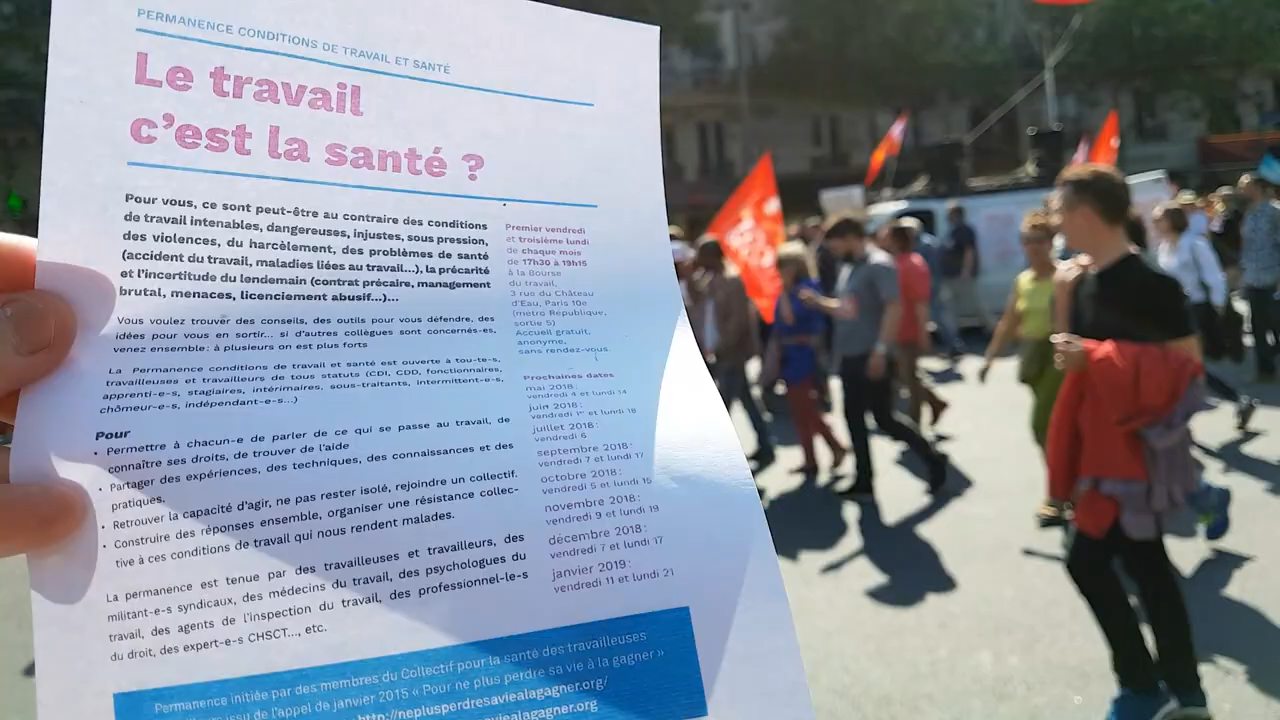 PERMANENCE CONDITIONS DE TRAVAIL ET SANTÉ
Le travail
c'est la santé ?
Pour vous, ce sont peut-être au contraire des conditions
de travail intenables, dangereuses, injustes, sous pression,
des violences, du harcèlement, des problèmes de santé
(accident du travail, maladies liées au travail...), la précarité
et l'incertitude du lendemain (contrat précaire, management
brutal, menaces, licenciement abusif...)...
Vous voulez trouver des conseils, des outils pour vous défendre, des
idées pour vous en sortir... si d'autres collègues sont concernés-es,
venez ensemble : à plusieurs on est plus forts
La Permanence conditions de travail et santé est ouverte à tou-te-s,
travailleuses et travailleurs de tous statuts (CDI, CDD, fonctionnaires,
apprenti-e-s, stagiaires, intérimaires, sous-traitants, intermittent-e-s,
chômeur-e-s, indépendant-e-s...)
Pour
• Permettre à chacun-e de parler de ce qui se passe au travail, de
connaître ses droits, de trouver de l'aide
• Partager des expériences, des techniques, des connaissances et des
pratiques.
• Retrouver la capacité d'agir, ne pas rester isolé, rejoindre un collectif.
• Construire des réponses ensemble, organiser une résistance collec-
tive à ces conditions de travail qui nous rendent malades.
La permanence est tenue par des travailleuses et travailleurs, des
militant-e-s syndicaux, des médecins du travail, des psychologues du
travail, des agents de l'inspection du travail, des professionnel-le-s
du droit, des expert-e-s CHSCT..., etc.
Premier vendredi
et troisième lundi
de chaque mois
de 17h30 à 19h15
à la Bourse
du travail,
3 rue du Château
d'Eau, Paris 10e
(métro République,
sortie 5)
Accueil gratuit,
anonyme,
sans rendez-vous.
Prochaines dates
mai 2018 :
vendredi 4 et lundi 14
juin 2018 :
vendredi 1er et lundi 18
juillet 2018 :
vendredi 6
septembre 2018 :
vendredi 7 et lundi 17
octobre 2018 :
vendredi 5 et lundi 15
novembre 2018 :
vendredi 9 et lundi 19
décembre 2018 :
vendredi 7 et lundi 17
janvier 2019 :
vendredi 11 et lundi 21
Permanence initiée par des membres du Collectif pour la santé des travailleuses
issu de l'appel de janvier 2015 « Pour ne plus perdre sa vie à la gagner »
http://neplusperdresaviealagagner.org/
saviealagagner.org